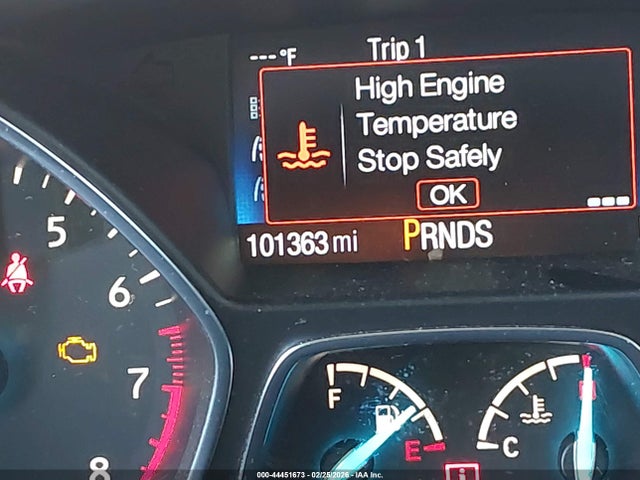 ---°F Trip 1
High Engine
Temperature
Stop Safely
OK
101363 mi PRNDS
5
6
7
8
F
E
C
000-44451673 - 02/25/2026 - IAA Inc.